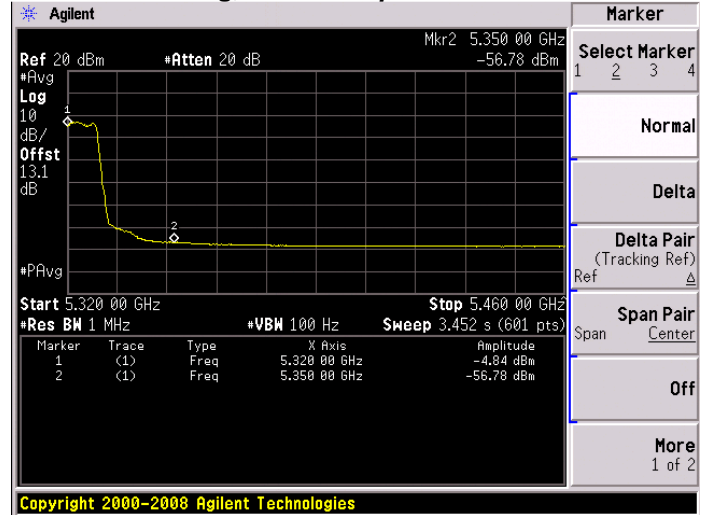 Agilent
Marker
Mkr2 5.350 00 GHz
Ref 20 dBm #Atten 20 dB -56.78 dBm
#Avg
Log
10
dB/
Offst
13.1
dB
#PAvg
1
2
Start 5.320 00 GHz Stop 5.460 00 GHz
#Res BW 1 MHz #VBW 100 Hz Sweep 3.452 s (601 pts)
Marker Trace Type X Axis Amplitude
1 (1) Freq 5.320 00 GHz -4.84 dBm
2 (1) Freq 5.350 00 GHz -56.78 dBm
Select Marker
1 2 3 4
Normal
Delta
Delta Pair
(Tracking Ref)
Ref Δ
Span Pair
Span Center
Off
More
1 of 2
Copyright 2000-2008 Agilent Technologies